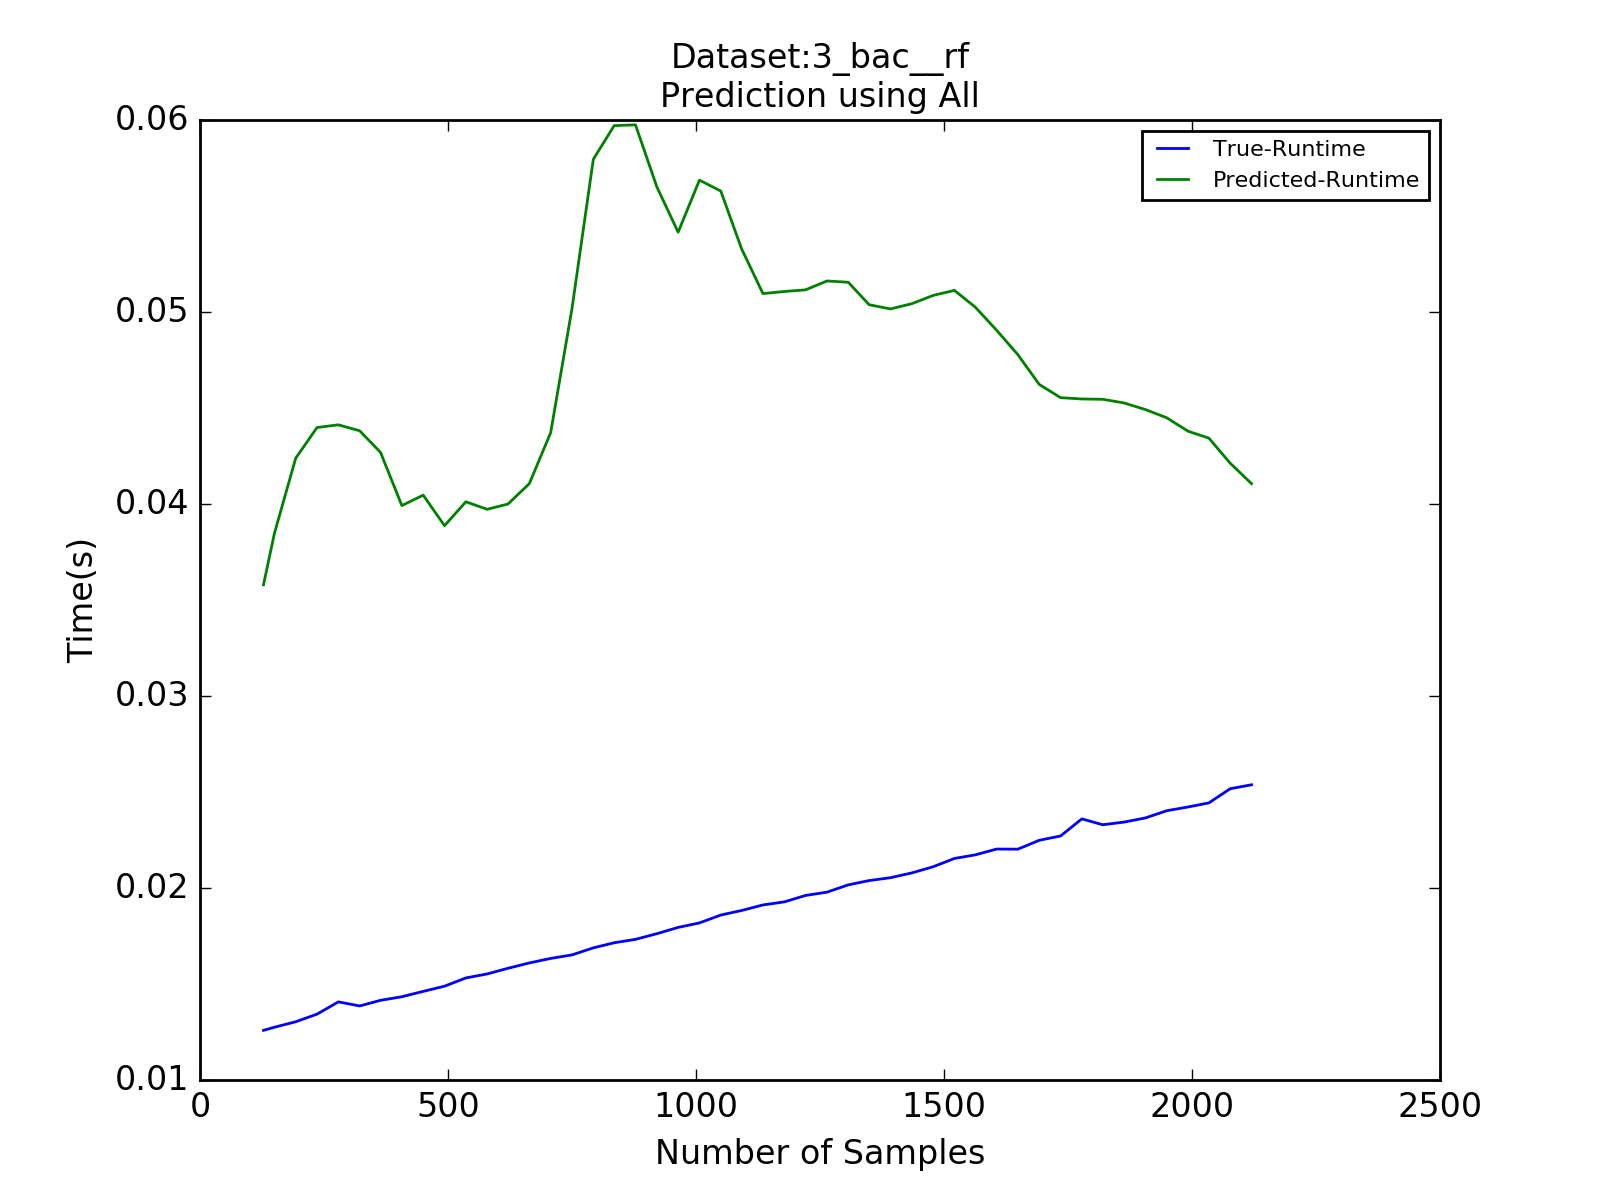 Dataset:3_bac__rf
Prediction using All
0.06
0.05
0.04
0.03
0.02
0.01
Time(s)
True-Runtime
Predicted-Runtime
0 500 1000 1500 2000 2500
Number of Samples